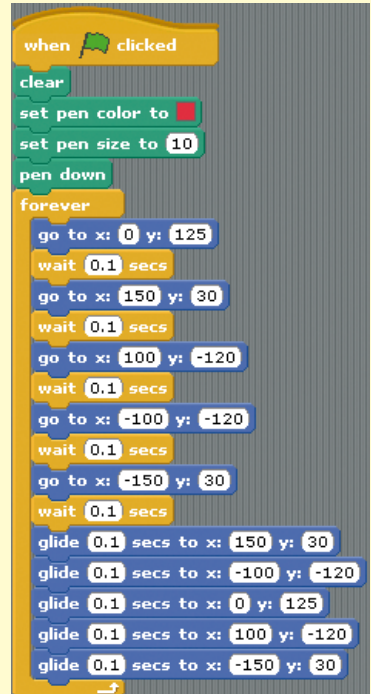 when clicked
clear
set pen color to
set pen size to 10
pen down
forever
go to x: 0 y: 125
wait 0.1 secs
go to x: 150 y: 30
wait 0.1 secs
go to x: 100 y: -120
wait 0.1 secs
go to x: -100 y: -120
wait 0.1 secs
go to x: -150 y: 30
wait 0.1 secs
glide 0.1 secs to x: 150 y: 30
glide 0.1 secs to x: -100 y: -120
glide 0.1 secs to x: 0 y: 125
glide 0.1 secs to x: 100 y: -120
glide 0.1 secs to x: -150 y: 30